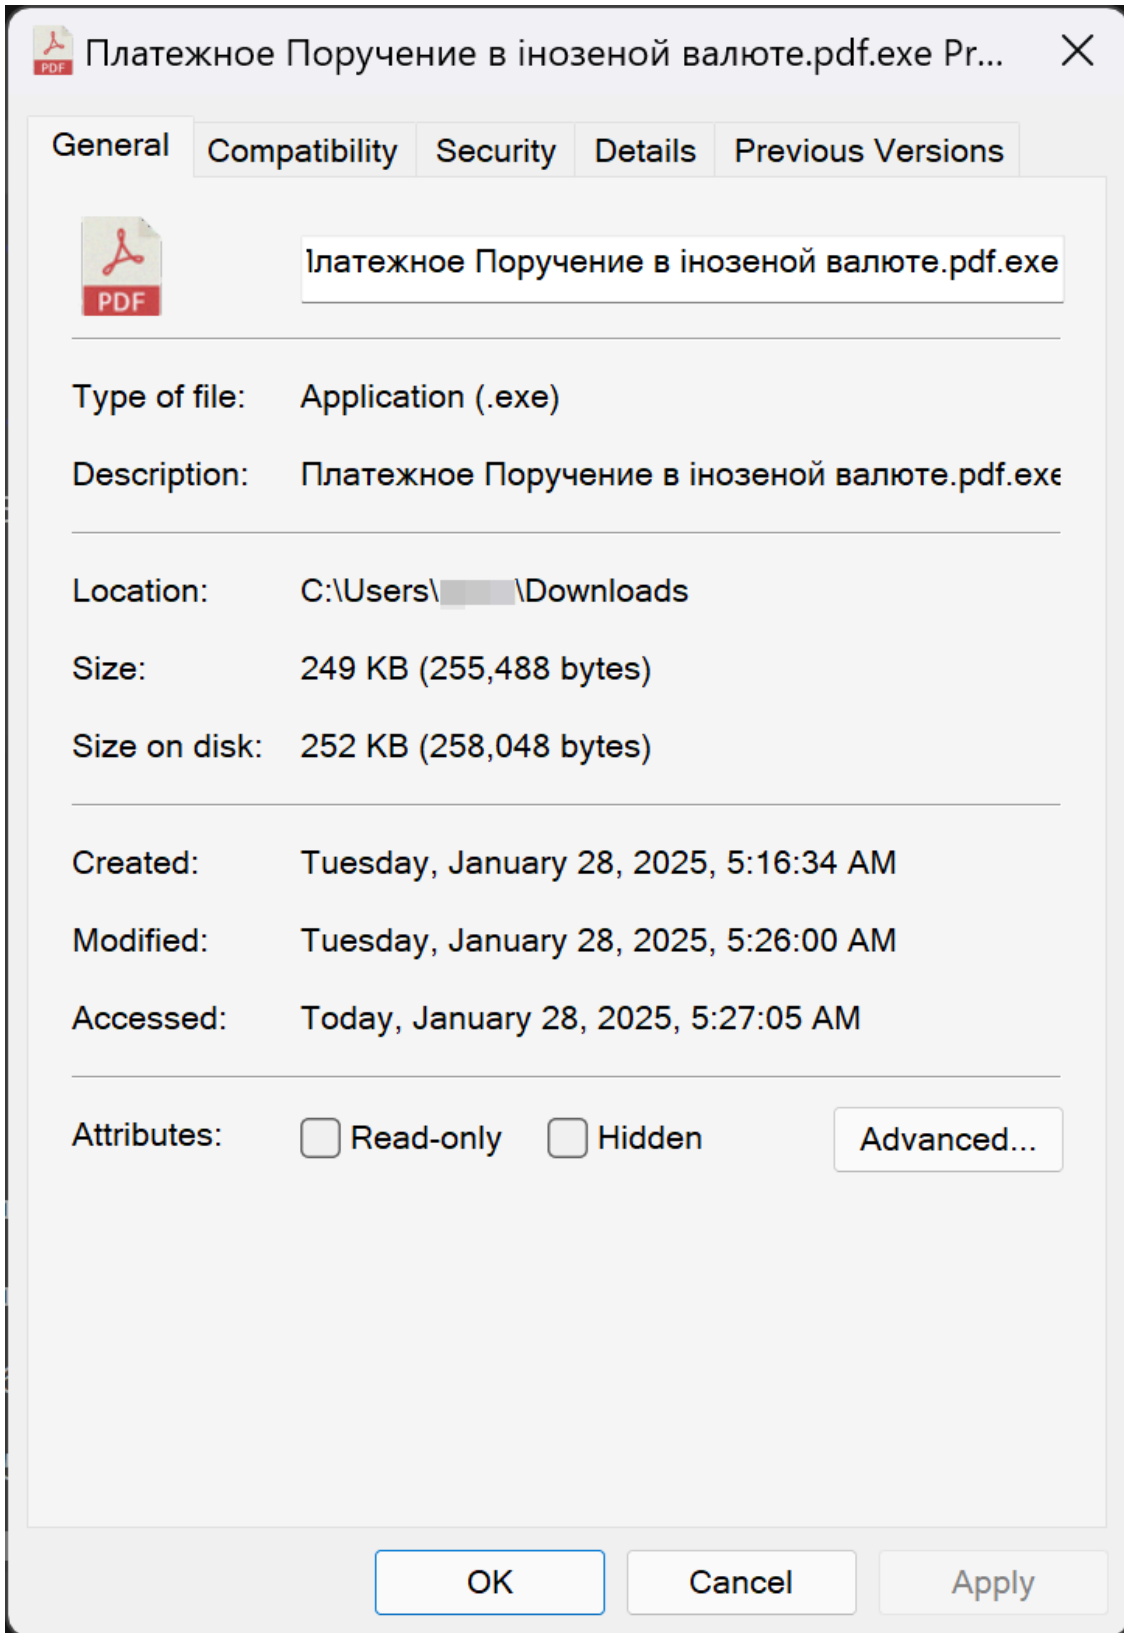 Платежное Поручение в інозеной валюте.pdf.exe Pr...
General Compatibility Security Details Previous Versions
PDF
латежное Поручение в інозеной валюте.pdf.exe
Type of file: Application (.exe)
Description: Платежное Поручение в інозеной валюте.pdf.exe
Location: C:\Users\ \Downloads
Size: 249 KB (255,488 bytes)
Size on disk: 252 KB (258,048 bytes)
Created: Tuesday, January 28, 2025, 5:16:34 AM
Modified: Tuesday, January 28, 2025, 5:26:00 AM
Accessed: Today, January 28, 2025, 5:27:05 AM
Attributes: Read-only Hidden Advanced...
OK Cancel Apply